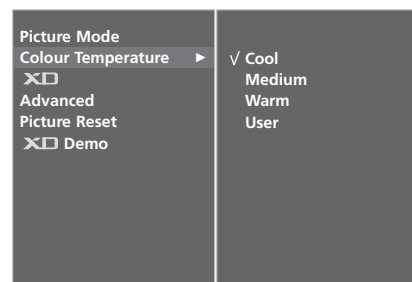 Picture Mode
Colour Temperature ►
XD
Advanced
Picture Reset
XD Demo
√ Cool
Medium
Warm
User